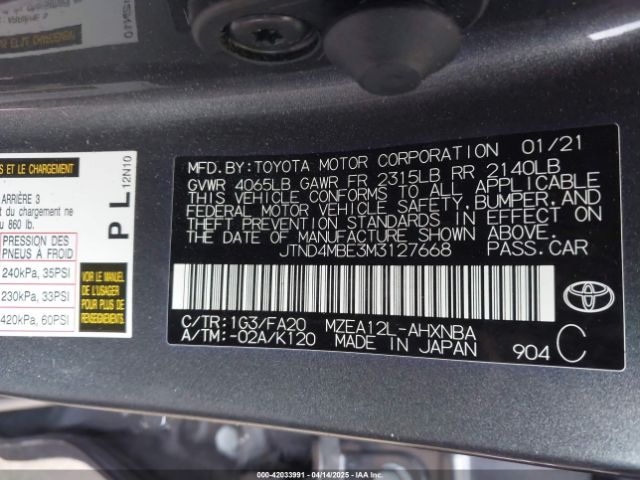 S ET LE CHARGEMENT
ARRIÈRE 3
t du chargement ne
u 860 lb.
PRESSION DES
PNEUS À FROID
240kPa, 35PSI
230kPa, 33PSI
420kPa, 60PSI
P L 12N10
VOIR LE MANUEL
DE L'USAGER
POUR PLUS DE
RENSEIGNEMENTS
MFD. BY: TOYOTA MOTOR CORPORATION 01/21
GVWR 4065LB GAWR FR 2315LB RR 2140LB
THIS VEHICLE CONFORMS TO ALL APPLICABLE
FEDERAL MOTOR VEHICLE SAFETY, BUMPER, AND
THEFT PREVENTION STANDARDS IN EFFECT ON
THE DATE OF MANUFACTURE SHOWN ABOVE.
JTND4MBE3M3127668 PASS.CAR
TOYOTA
C/TR:1G3/FA20 MZEA12L-AHXNBA
A/TM:-02A/K120 MADE IN JAPAN 904 C
000-42033991 04/14/2025 IAA Inc.